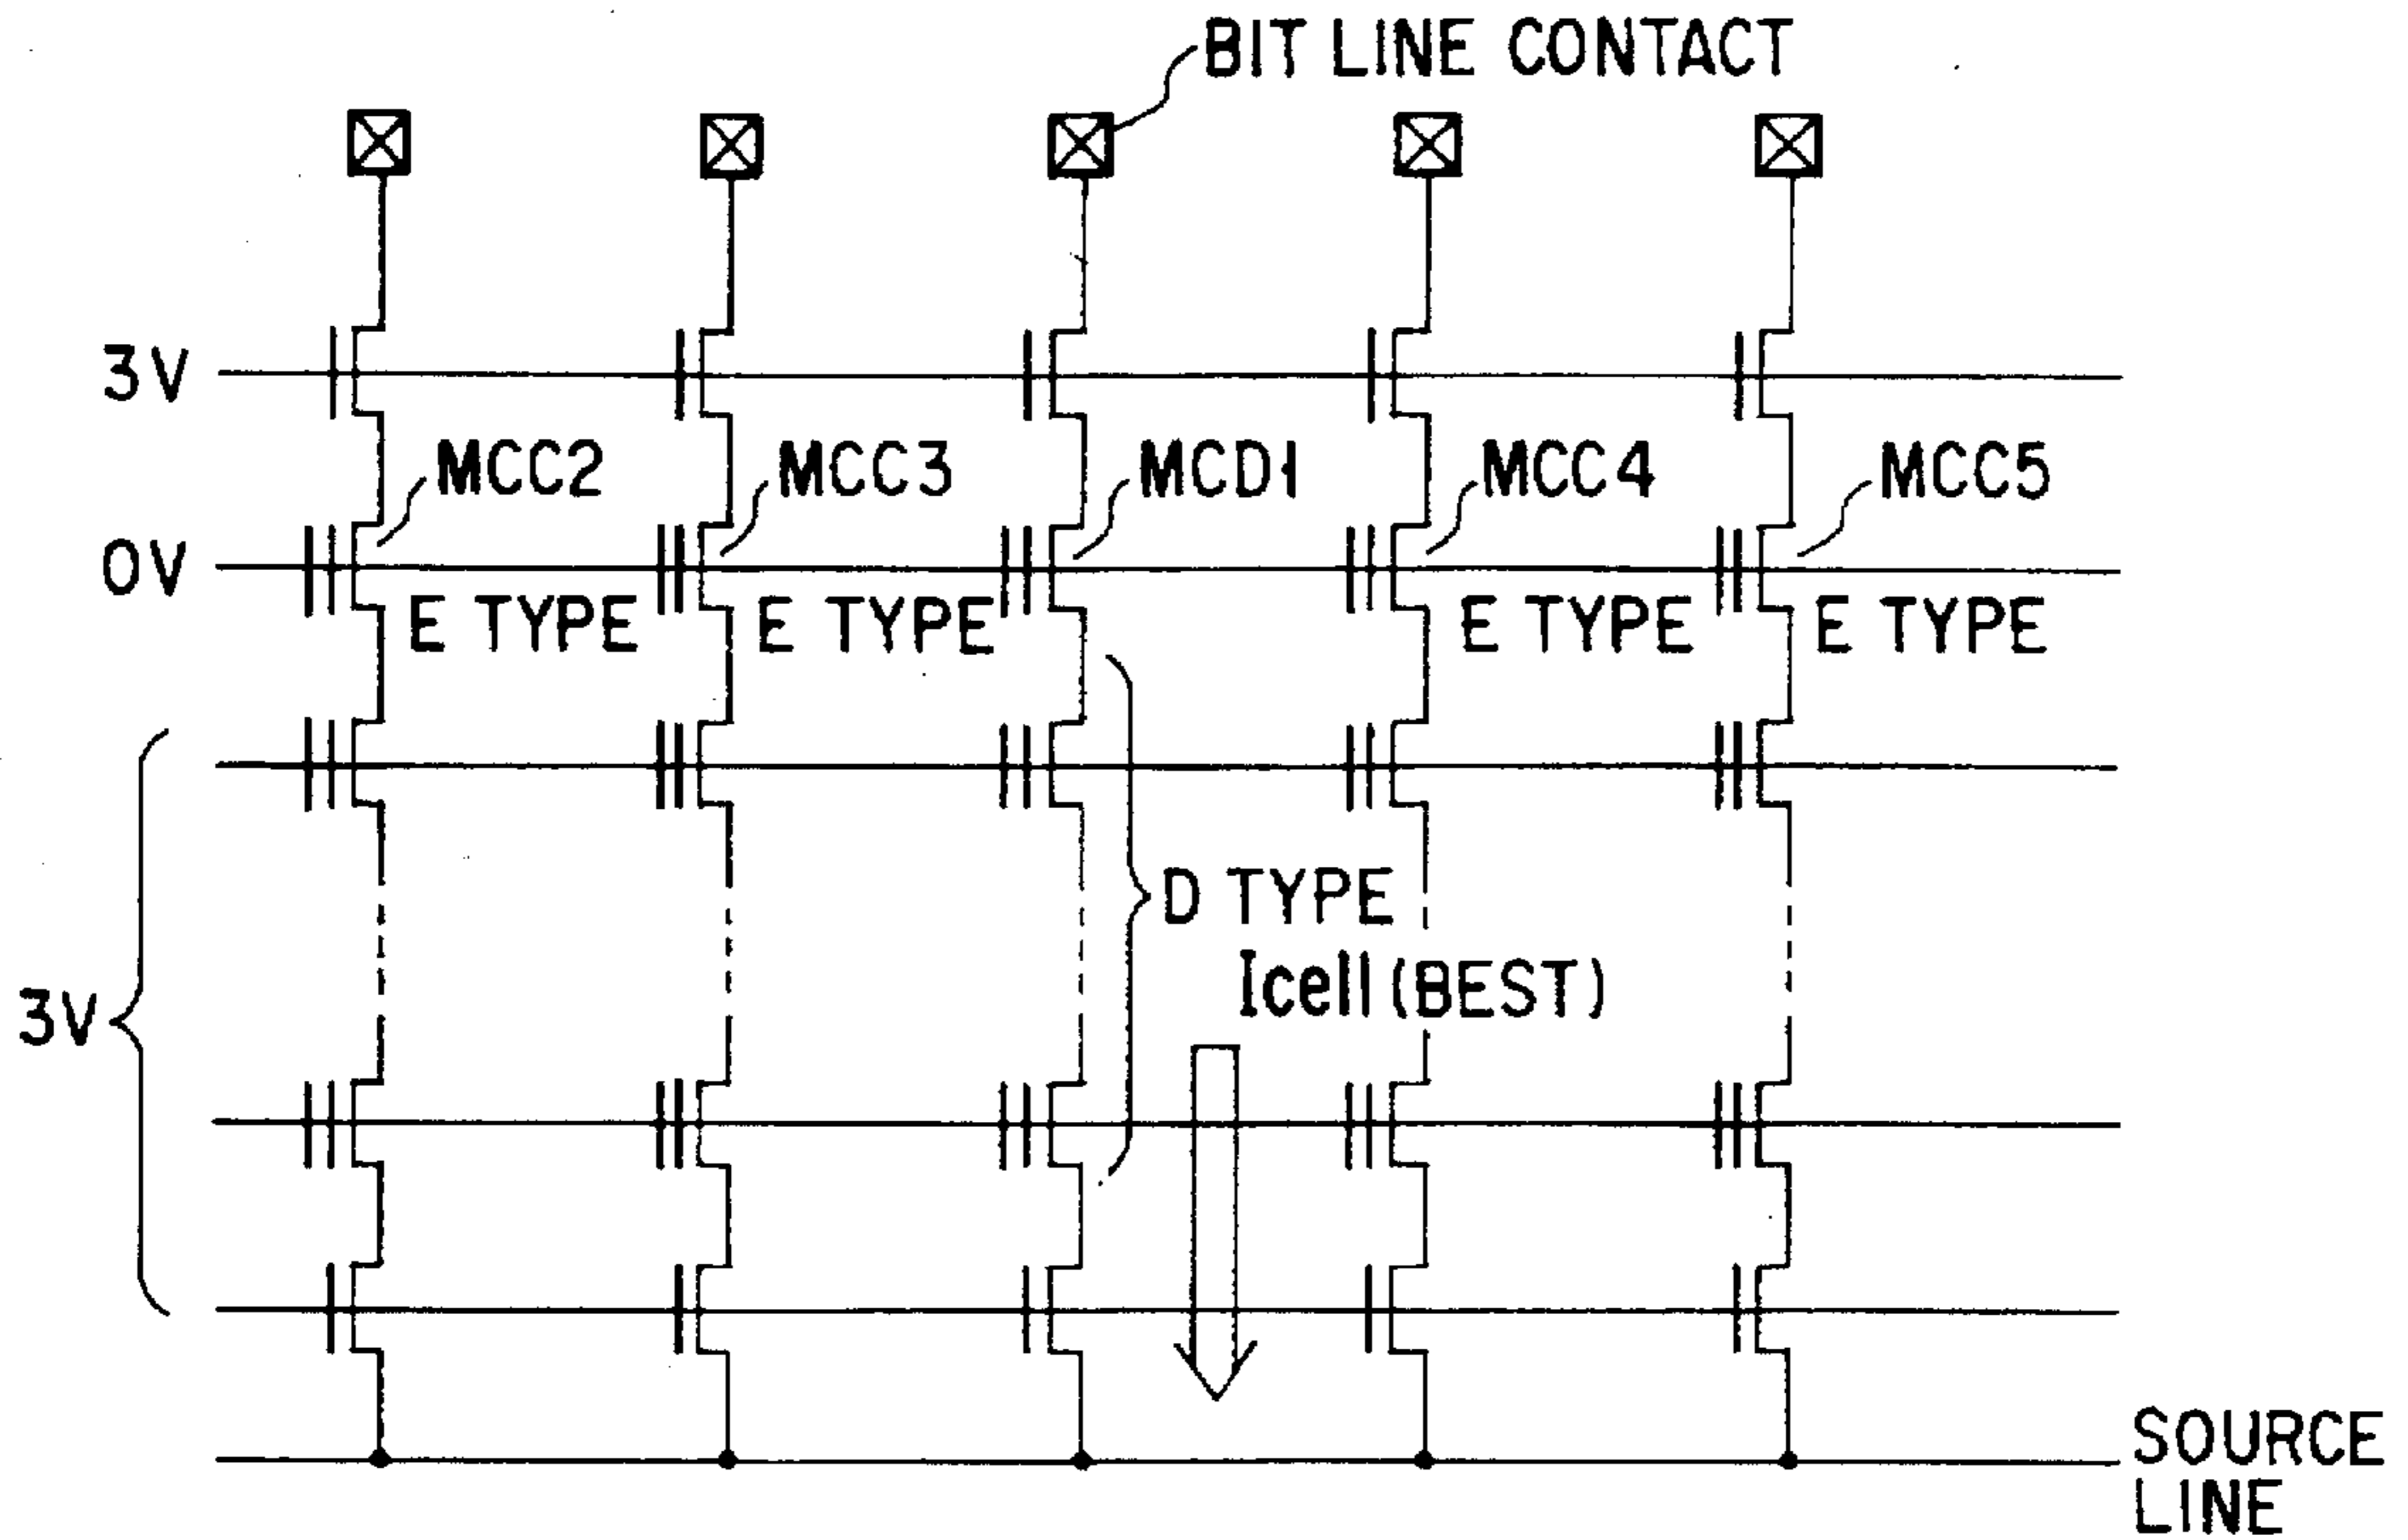 BIT LINE CONTACT
3V
MCC2
MCC3
MCD1
MCC4
MCC5
0V
E TYPE
E TYPE
E TYPE
E TYPE
D TYPE
Icell (BEST)
3V
SOURCE
LINE